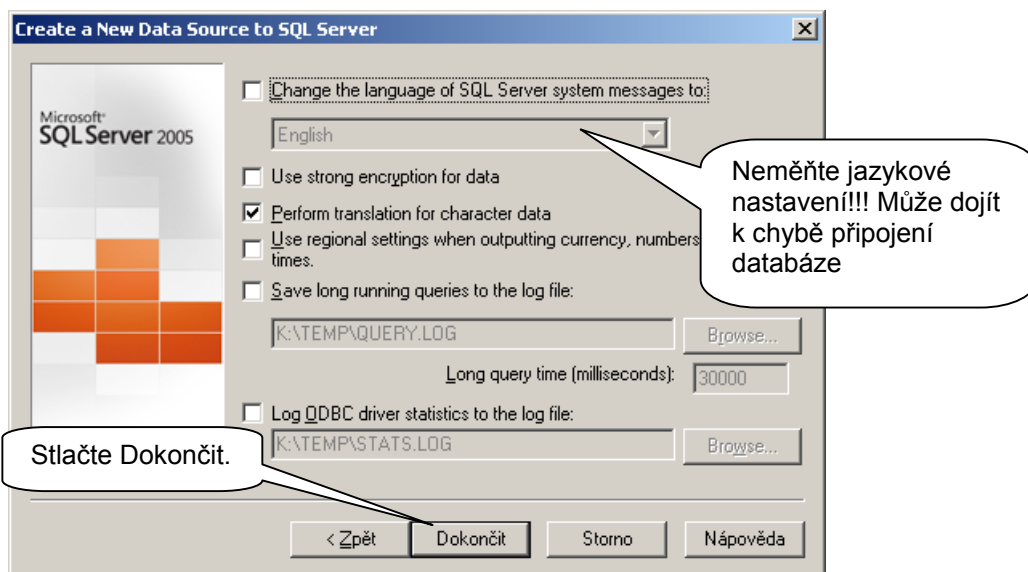 Create a New Data Source to SQL Server
Microsoft
SQL Server 2005
Change the language of SQL Server system messages to:
English
Use strong encryption for data
Perform translation for character data
Use regional settings when outputting currency, numbers
times.
Save long running queries to the log file:
K:\TEMP\QUERY.LOG
Browse...
Long query time (milliseconds):
30000
Log ODBC driver statistics to the log file:
K:\TEMP\STATS.LOG
Browse...
Neměňte jazykové
nastavení!!! Může dojít
k chybě připojení
databáze
Stlačte Dokončit.
< Zpět
Dokončit
Storno
Nápověda